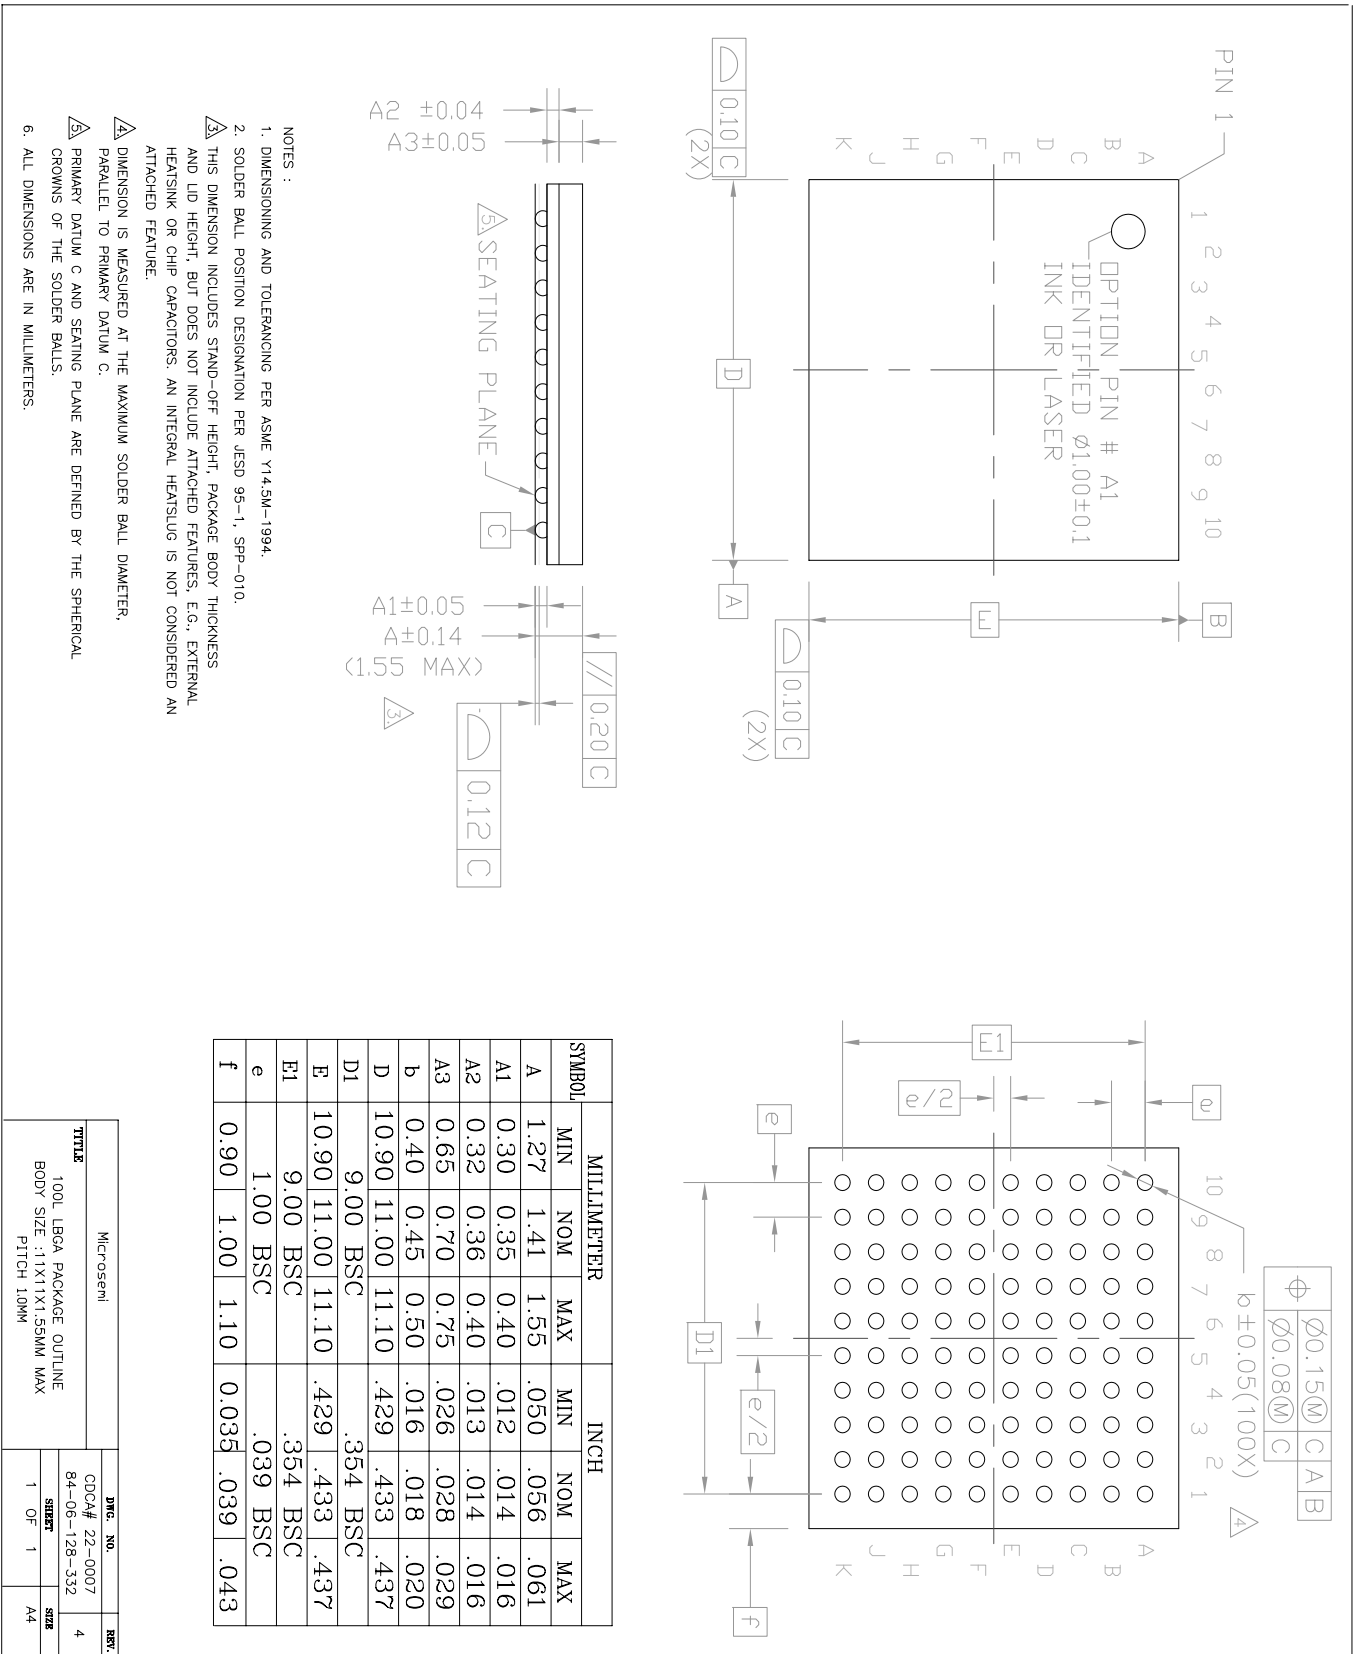 PIN 1
A
B
C
D
E
F
G
H
J
K
1 2 3 4 5 6 7 8 9 10
OPTION PIN # A1
IDENTIFIED Ø1.00±0.1
INK OR LASER
0.10 C
(2X)
D
A
E
B
0.10 C
(2X)
Ø0.15Ⓜ C A B
Ø0.08Ⓜ C
b±0.05(100X)
4.
10 9 8 7 6 5 4 3 2 1
A
B
C
D
E
F
G
H
J
K
e
E1
e/2
e
D1
e/2
f
A2 ±0.04
A3±0.05
5. SEATING PLANE
C
A1±0.05
A±0.14
(1.55 MAX)
3.
// 0.20 C
0.12 C
NOTES :
1. DIMENSIONING AND TOLERANCING PER ASME Y14.5M-1994.
2. SOLDER BALL POSITION DESIGNATION PER JESD 95-1, SPP-010.
3. THIS DIMENSION INCLUDES STAND-OFF HEIGHT, PACKAGE BODY THICKNESS
AND LID HEIGHT, BUT DOES NOT INCLUDE ATTACHED FEATURES, E.G., EXTERNAL
HEATSINK OR CHIP CAPACITORS. AN INTEGRAL HEATSLUG IS NOT CONSIDERED AN
ATTACHED FEATURE.
4. DIMENSION IS MEASURED AT THE MAXIMUM SOLDER BALL DIAMETER,
PARALLEL TO PRIMARY DATUM C.
5. PRIMARY DATUM C AND SEATING PLANE ARE DEFINED BY THE SPHERICAL
CROWNS OF THE SOLDER BALLS.
6. ALL DIMENSIONS ARE IN MILLIMETERS.
SYMBOL MILLIMETER INCH
MIN NOM MAX MIN NOM MAX
A 1.27 1.41 1.55 .050 .056 .061
A1 0.30 0.35 0.40 .012 .014 .016
A2 0.32 0.36 0.40 .013 .014 .016
A3 0.65 0.70 0.75 .026 .028 .029
b 0.40 0.45 0.50 .016 .018 .020
D 10.90 11.00 11.10 .429 .433 .437
D1 9.00 BSC .354 BSC
E 10.90 11.00 11.10 .429 .433 .437
E1 9.00 BSC .354 BSC
e 1.00 BSC .039 BSC
f 0.90 1.00 1.10 0.035 .039 .043
Microsemi
TITLE
100L LBGA PACKAGE OUTLINE
BODY SIZE :11X11X1.55MM MAX
PITCH 1.0MM
DWG. NO.
CDCA# 22-0007
84-06-128-332
REV.
4
SHEET
1 OF 1
SIZE
A4